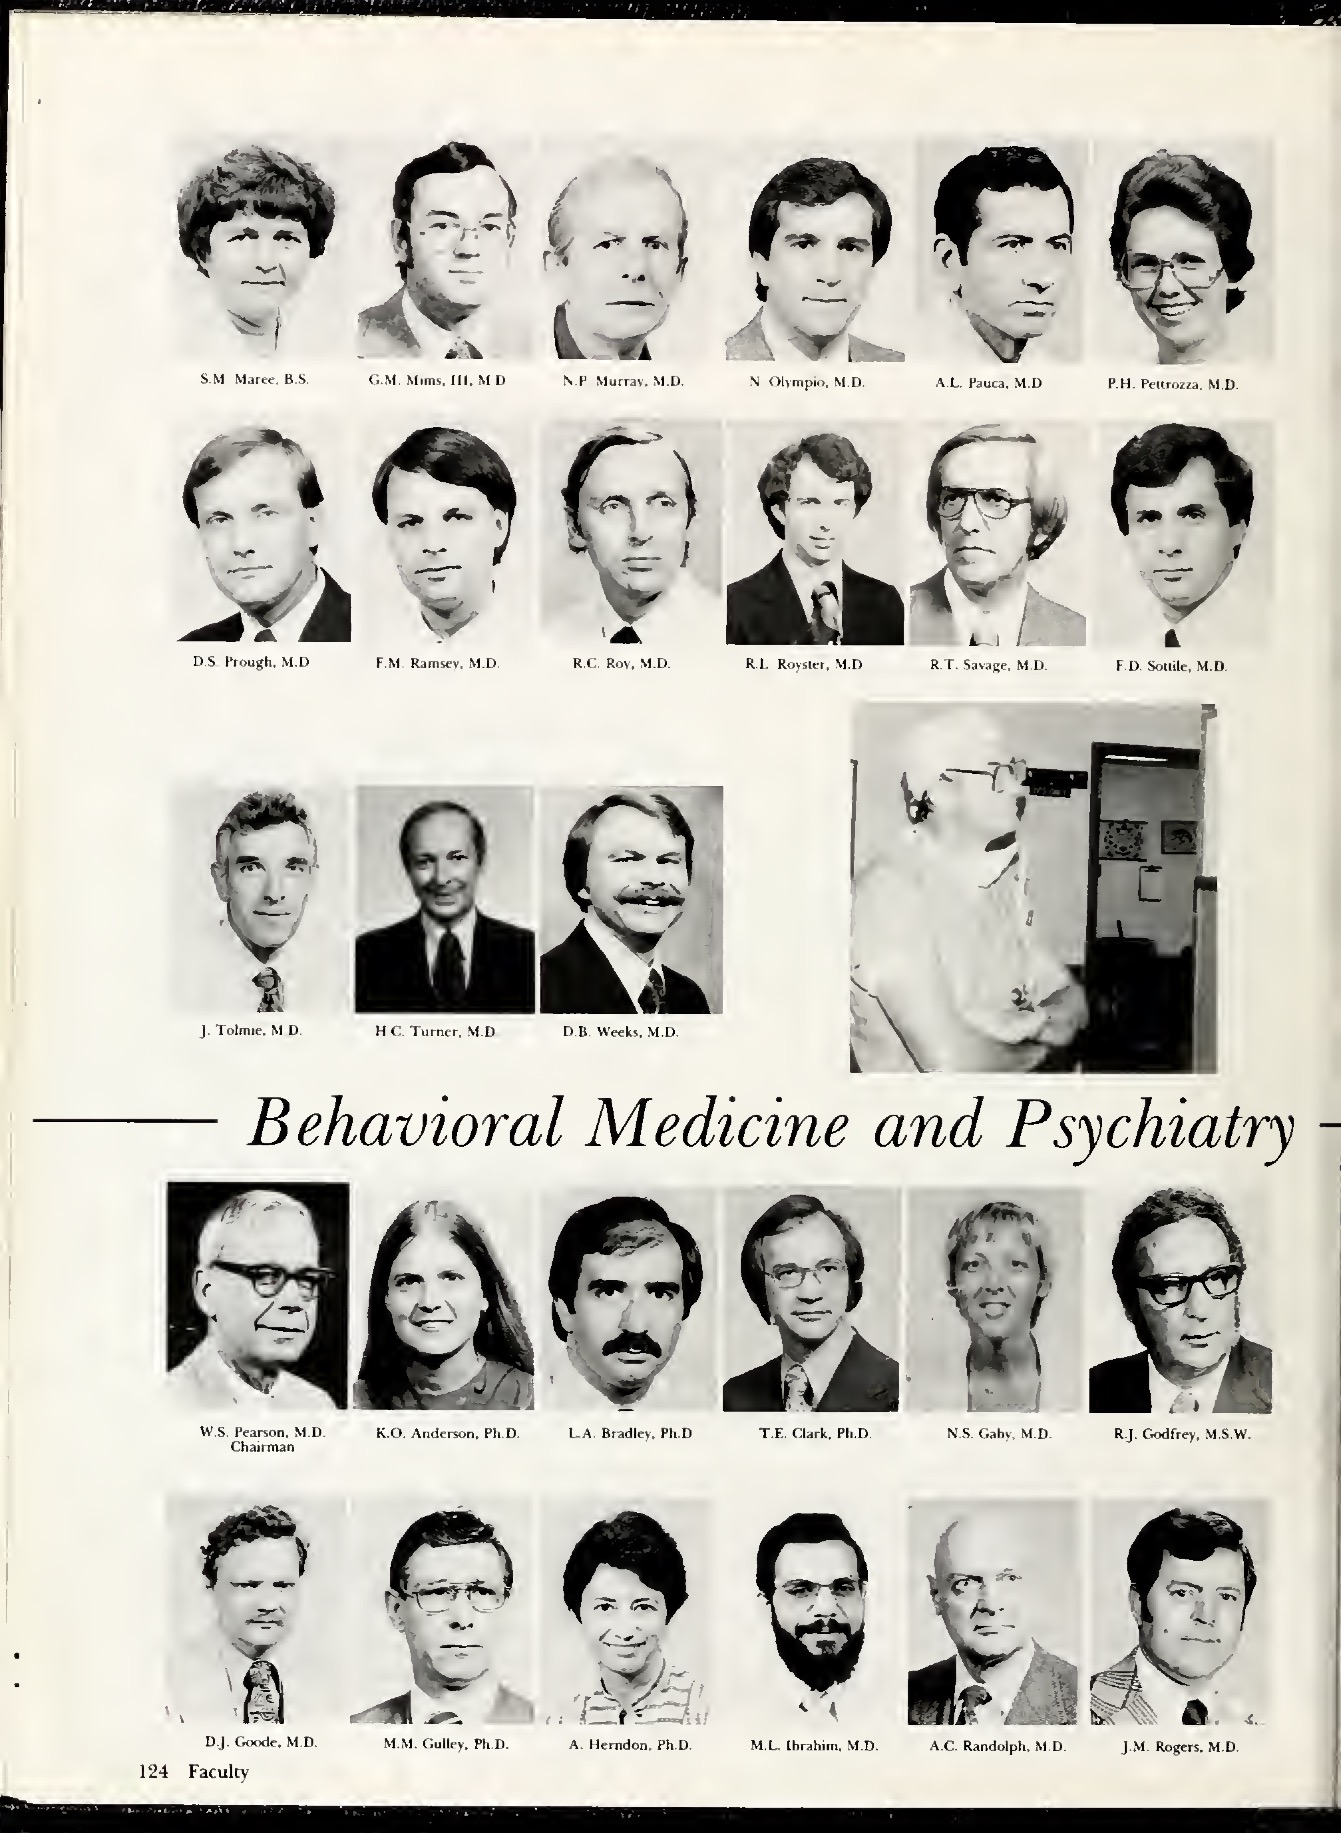 S.M Maree, B.S.
G.M. Mims, III, M D
N.P Murray, M.D.
N Olympio, M.D.
A.L. Pauca, M.D
P.H. Petrozza, M.D.
D.S. Prough, M.D
F.M. Ramsey, M.D.
R.C. Roy, M.D.
R.L Royster, M.D
R.T. Savage, M.D.
F.D. Sottile, M.D.
J. Tolmie, M D.
H C. Turner, M.D
D.B. Weeks, M.D.
Behavioral Medicine and Psychiatry
W.S. Pearson, M.D.
Chairman
K.O. Anderson, Ph.D.
L.A. Bradley, Ph.D
T.E. Clark, Ph.D.
N.S. Gaby, M.D.
R.J. Godfrey, M.S.W.
D.J. Goode, M.D.
M.M. Gulley, Ph.D.
A. Herndon, Ph.D.
M.L. Ibrahim, M.D.
A.C. Randolph, M.D.
J.M. Rogers, M.D.
124 Faculty